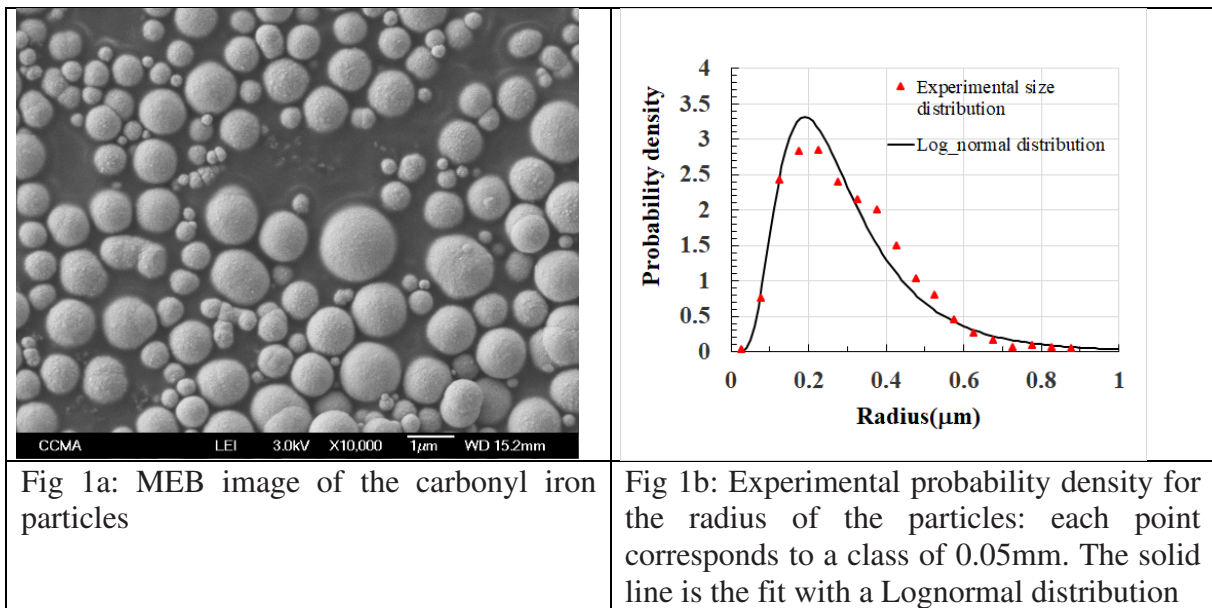 CCMA LEI 3.0kV X10,000 1μm WD 15.2mm
Fig 1a: MEB image of the carbonyl iron
particles
4
3.5
3
2.5
2
1.5
1
0.5
0
Probability density
Experimental size
distribution
Log_normal distribution
0 0.2 0.4 0.6 0.8 1
Radius(μm)
Fig 1b: Experimental probability density for
the radius of the particles: each point
corresponds to a class of 0.05mm. The solid
line is the fit with a Lognormal distribution